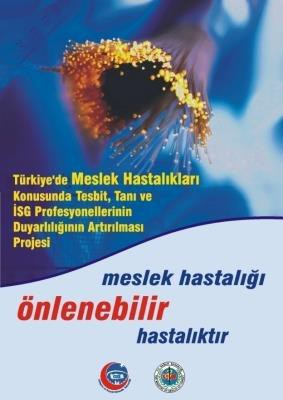 Türkiye'de Meslek Hastalıkları
Konusunda Tesbit, Tanı ve
İSG Profesyonellerinin
Duyarlılığının Artırılması
Projesi
meslek hastalığı
önlenebilir
hastalıktır